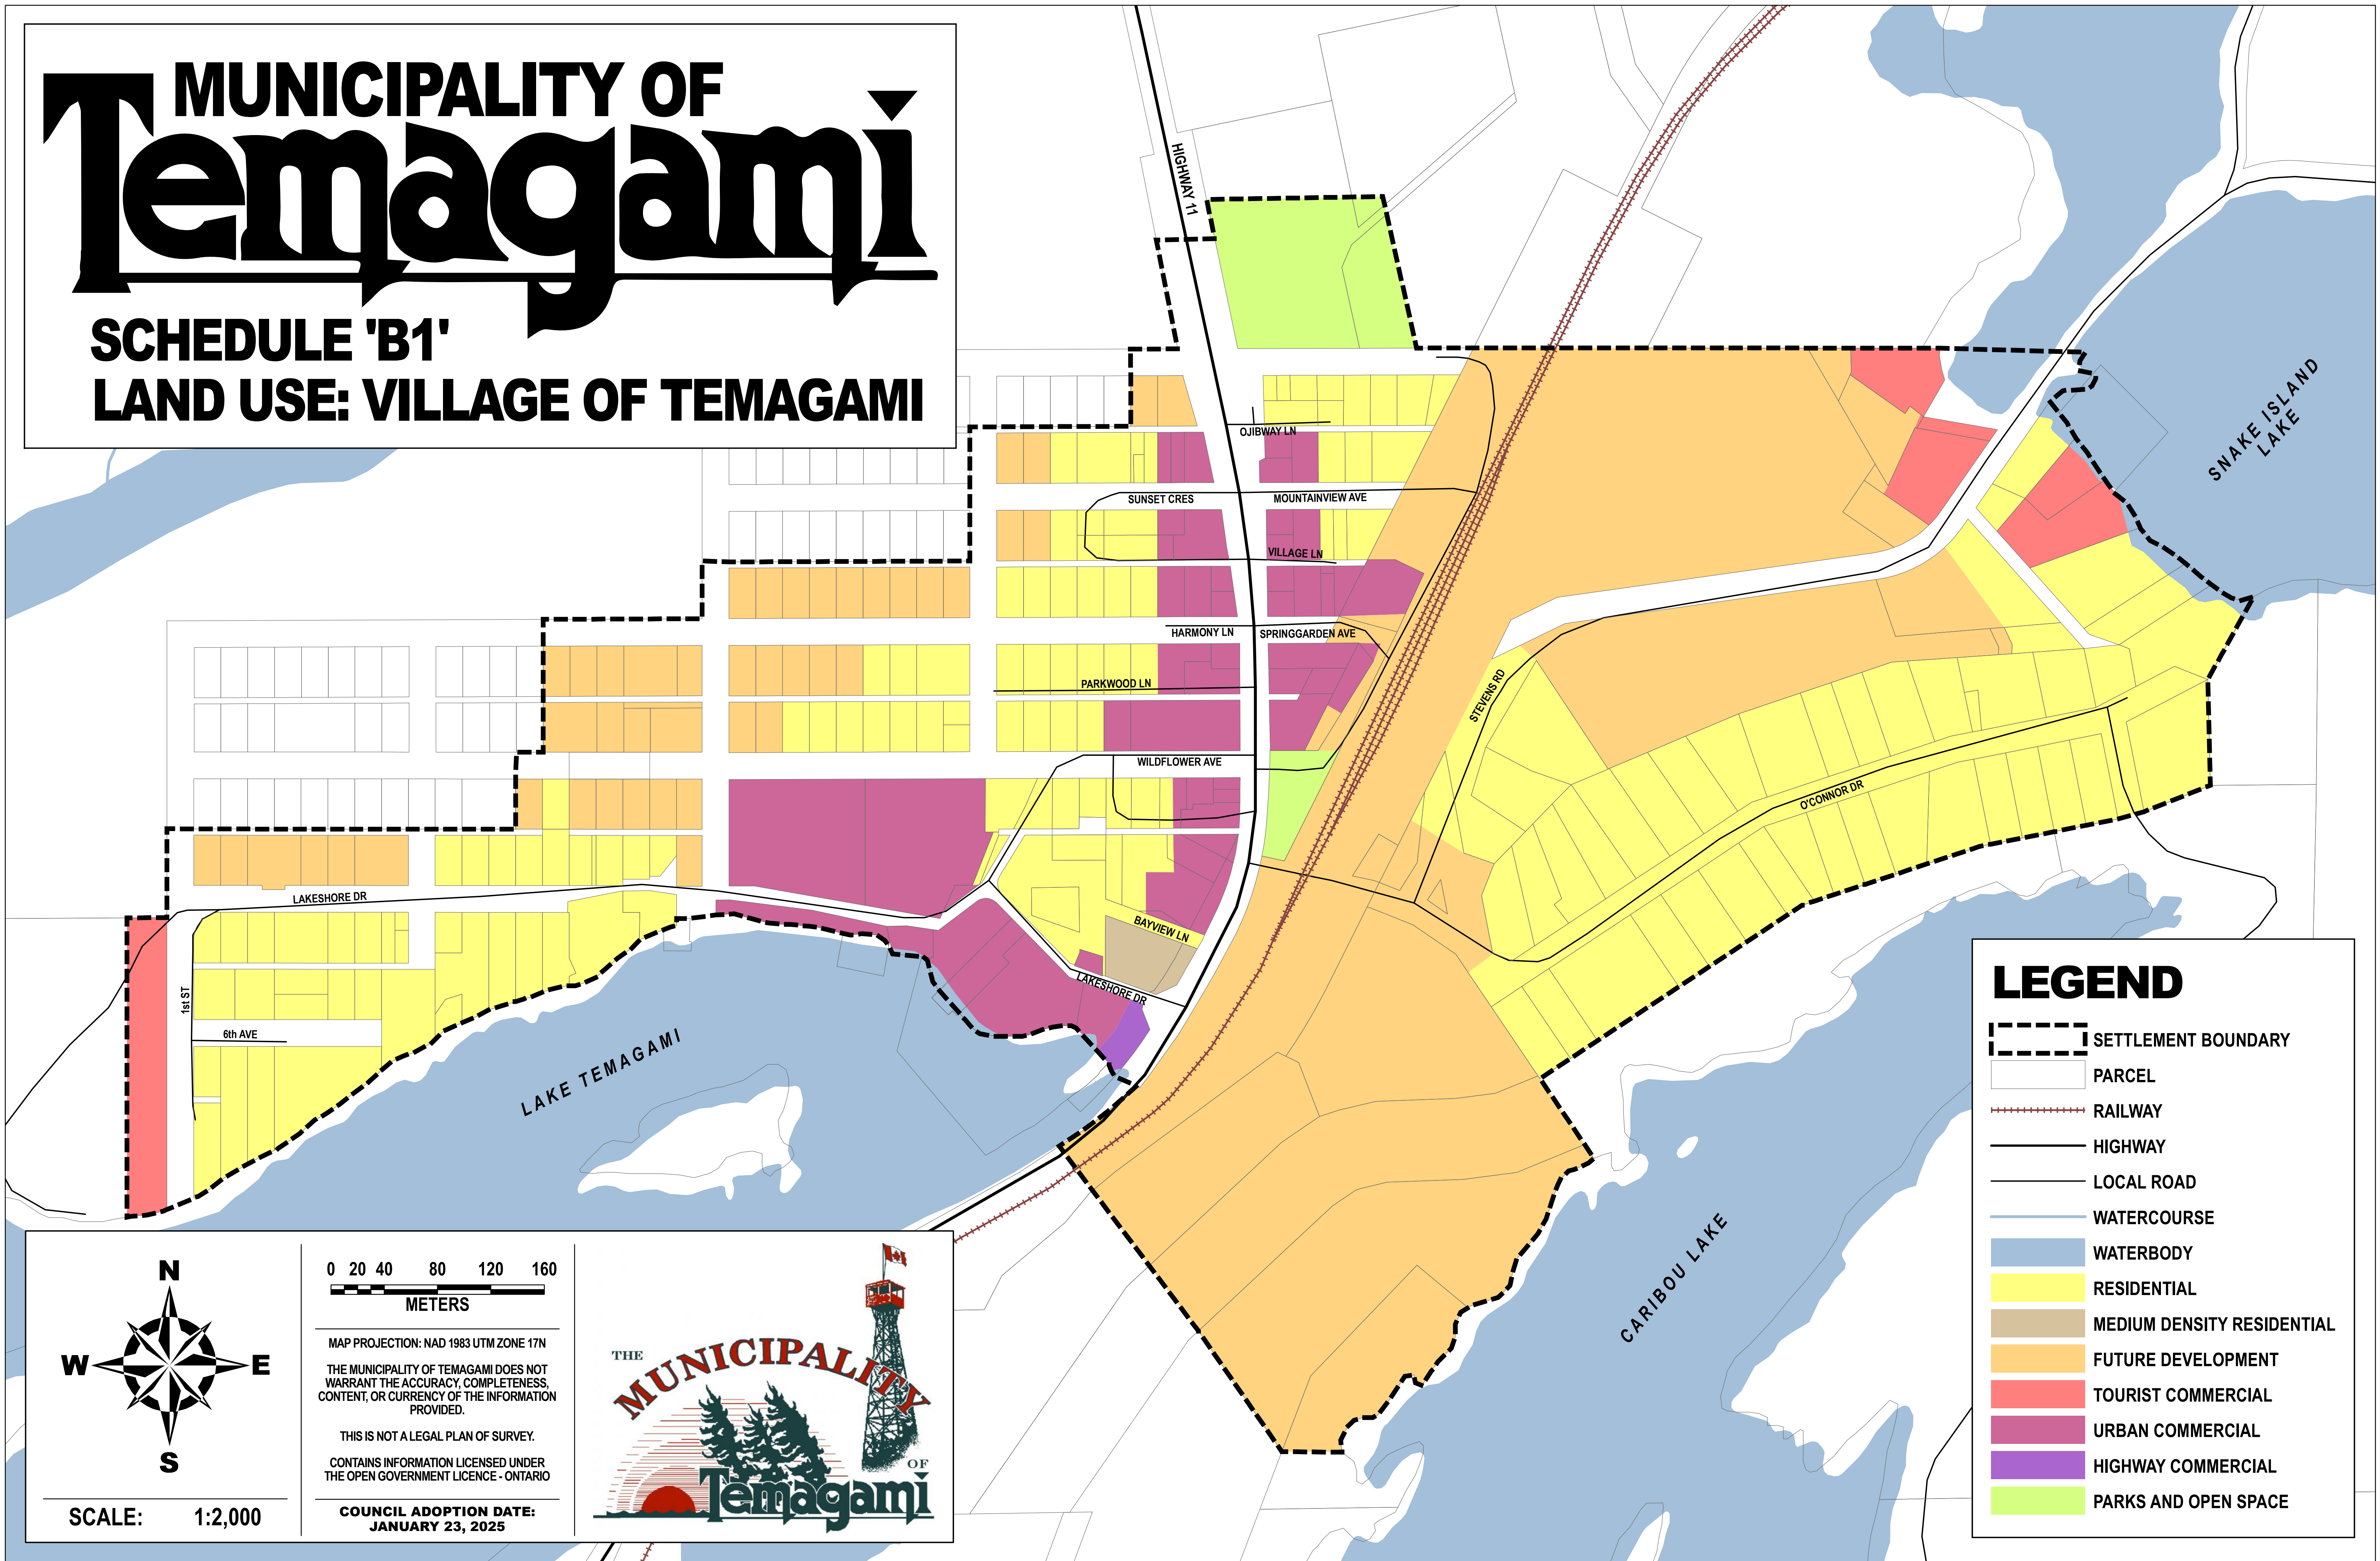 MUNICIPALITY OF
Temagami
SCHEDULE 'B1'
LAND USE: VILLAGE OF TEMAGAMI
HIGHWAY 11
OJIBWAY LN
SUNSET CRES
MOUNTAINVIEW AVE
VILLAGE LN
HARMONY LN
SPRINGGARDEN AVE
PARKWOOD LN
STEVENS RD
WILDFLOWER AVE
O'CONNOR DR
LAKESHORE DR
BAYVIEW LN
LAKESHORE DR
1st ST
6th AVE
SNAKE ISLAND
LAKE
LAKE TEMAGAMI
CARIBOU LAKE
LEGEND
SETTLEMENT BOUNDARY
PARCEL
RAILWAY
HIGHWAY
LOCAL ROAD
WATERCOURSE
WATERBODY
RESIDENTIAL
MEDIUM DENSITY RESIDENTIAL
FUTURE DEVELOPMENT
TOURIST COMMERCIAL
URBAN COMMERCIAL
HIGHWAY COMMERCIAL
PARKS AND OPEN SPACE
N
W
E
S
SCALE: 1:2,000
0 20 40 80 120 160
METERS
MAP PROJECTION: NAD 1983 UTM ZONE 17N
THE MUNICIPALITY OF TEMAGAMI DOES NOT
WARRANT THE ACCURACY, COMPLETENESS,
CONTENT, OR CURRENCY OF THE INFORMATION
PROVIDED.
THIS IS NOT A LEGAL PLAN OF SURVEY.
CONTAINS INFORMATION LICENSED UNDER
THE OPEN GOVERNMENT LICENCE - ONTARIO
COUNCIL ADOPTION DATE:
JANUARY 23, 2025
THE
MUNICIPALITY
OF
Temagami